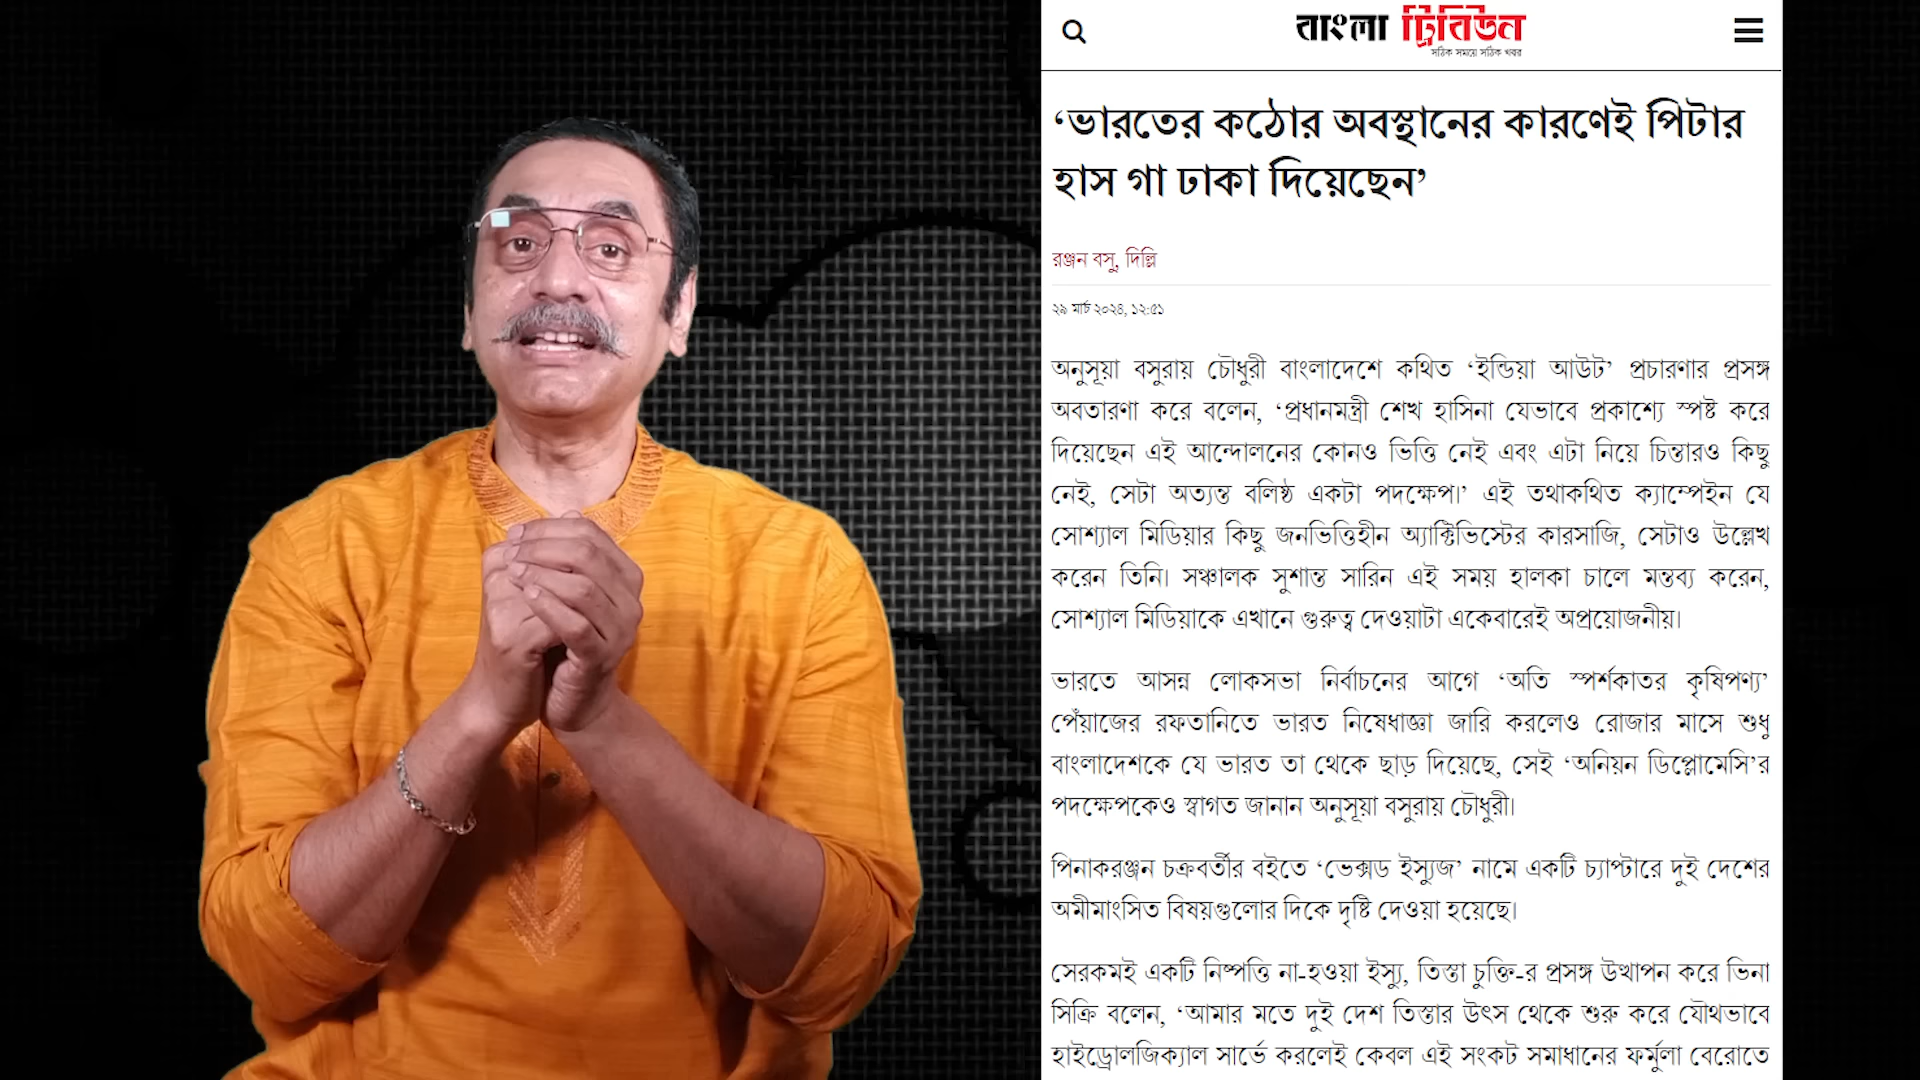 বাংলা ট্রিবিউন
সঠিক সময়ে সঠিক খবর
‘ভারতের কঠোর অবস্থানের কারণেই পিটার
হাস গা ঢাকা দিয়েছেন’
রঞ্জন বসু, দিল্লি
২৯ মার্চ ২০২৪, ১২:৫১
অনুসূয়া বসুরায় চৌধুরী বাংলাদেশে কথিত ‘ইন্ডিয়া আউট’ প্রচারণার প্রসঙ্গ
অবতারণা করে বলেন, ‘প্রধানমন্ত্রী শেখ হাসিনা যেভাবে প্রকাশ্যে স্পষ্ট করে
দিয়েছেন এই আন্দোলনের কোনও ভিত্তি নেই এবং এটা নিয়ে চিন্তারও কিছু
নেই, সেটা অত্যন্ত বলিষ্ঠ একটা পদক্ষেপ।’ এই তথাকথিত ক্যাম্পেইন যে
সোশ্যাল মিডিয়ার কিছু জনভিত্তিহীন অ্যাক্টিভিস্টের কারসাজি, সেটাও উল্লেখ
করেন তিনি। সঞ্চালক সুশান্ত সারিন এই সময় হালকা চালে মন্তব্য করেন,
সোশ্যাল মিডিয়াকে এখানে গুরুত্ব দেওয়াটা একেবারেই অপ্রয়োজনীয়।
ভারতে আসন্ন লোকসভা নির্বাচনের আগে ‘অতি স্পর্শকাতর কৃষিপণ্য’
পেঁয়াজের রফতানিতে ভারত নিষেধাজ্ঞা জারি করলেও রোজার মাসে শুধু
বাংলাদেশকে যে ভারত তা থেকে ছাড় দিয়েছে, সেই ‘অনিয়ন ডিপ্লোমেসি’র
পদক্ষেপকেও স্বাগত জানান অনুসূয়া বসুরায় চৌধুরী।
পিনাকরঞ্জন চক্রবর্তীর বইতে ‘ভেক্সড ইস্যুজ’ নামে একটি চ্যাপ্টারে দুই দেশের
অমীমাংসিত বিষয়গুলোর দিকে দৃষ্টি দেওয়া হয়েছে।
সেরকমই একটি নিষ্পত্তি না-হওয়া ইস্যু, তিস্তা চুক্তি-র প্রসঙ্গ উত্থাপন করে ভিনা
সিক্রি বলেন, ‘আমার মতে দুই দেশ তিস্তার উৎস থেকে শুরু করে যৌথভাবে
হাইড্রোলজিক্যাল সার্ভে করলেই কেবল এই সংকট সমাধানের ফর্মুলা বেরোতে